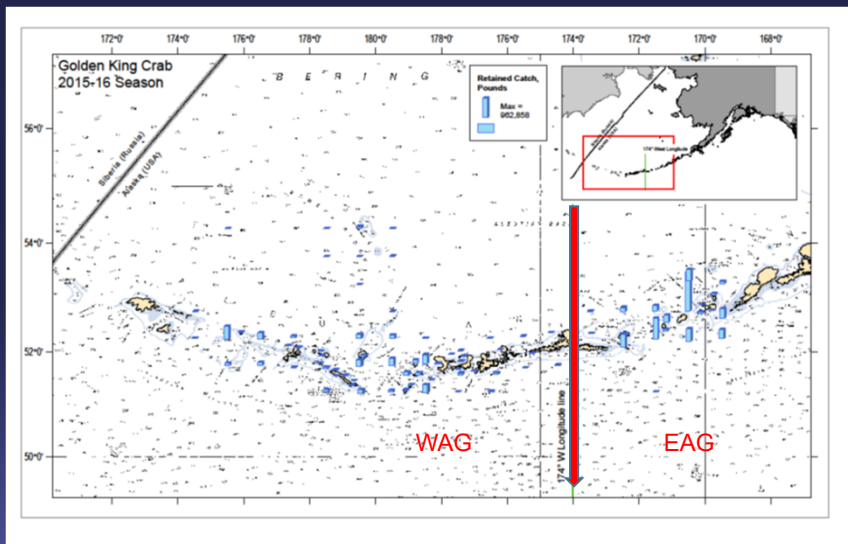 172°0' 174°0' 176°0' 178°0' 180°0' 178°0' 176°0' 174°0' 172°0' 170°0' 168°0'
Golden King Crab
2015-16 Season
B E R I N G
Retained Catch,
Pounds
Max =
962,858
56°0'
Siberia (Russia)
Alaska (USA)
174° West Longitude
54°0'
52°0'
50°0'
174° W Longitude line
WAG
EAG